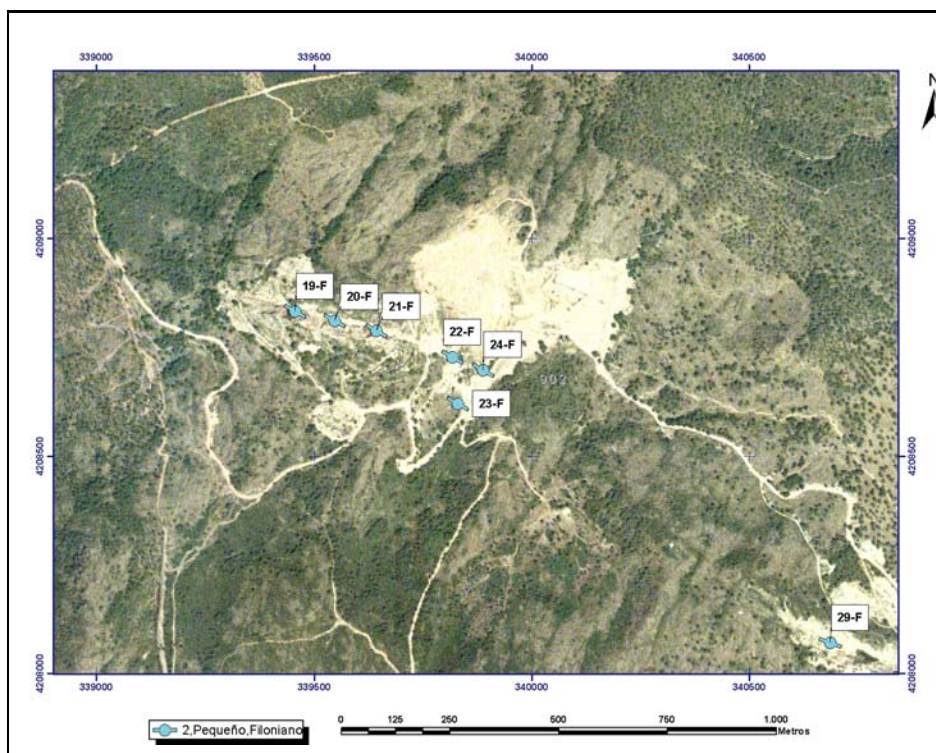 339000 339500 340000 340500
N
4209000 4209000
19-F
20-F
21-F
22-F
24-F
902
23-F
4208500 4208500
29-F
4208000 4208000
339000 339500 340000 340500
2,Pequeño,Filoniano
0 125 250 500 750 1.000
Metros